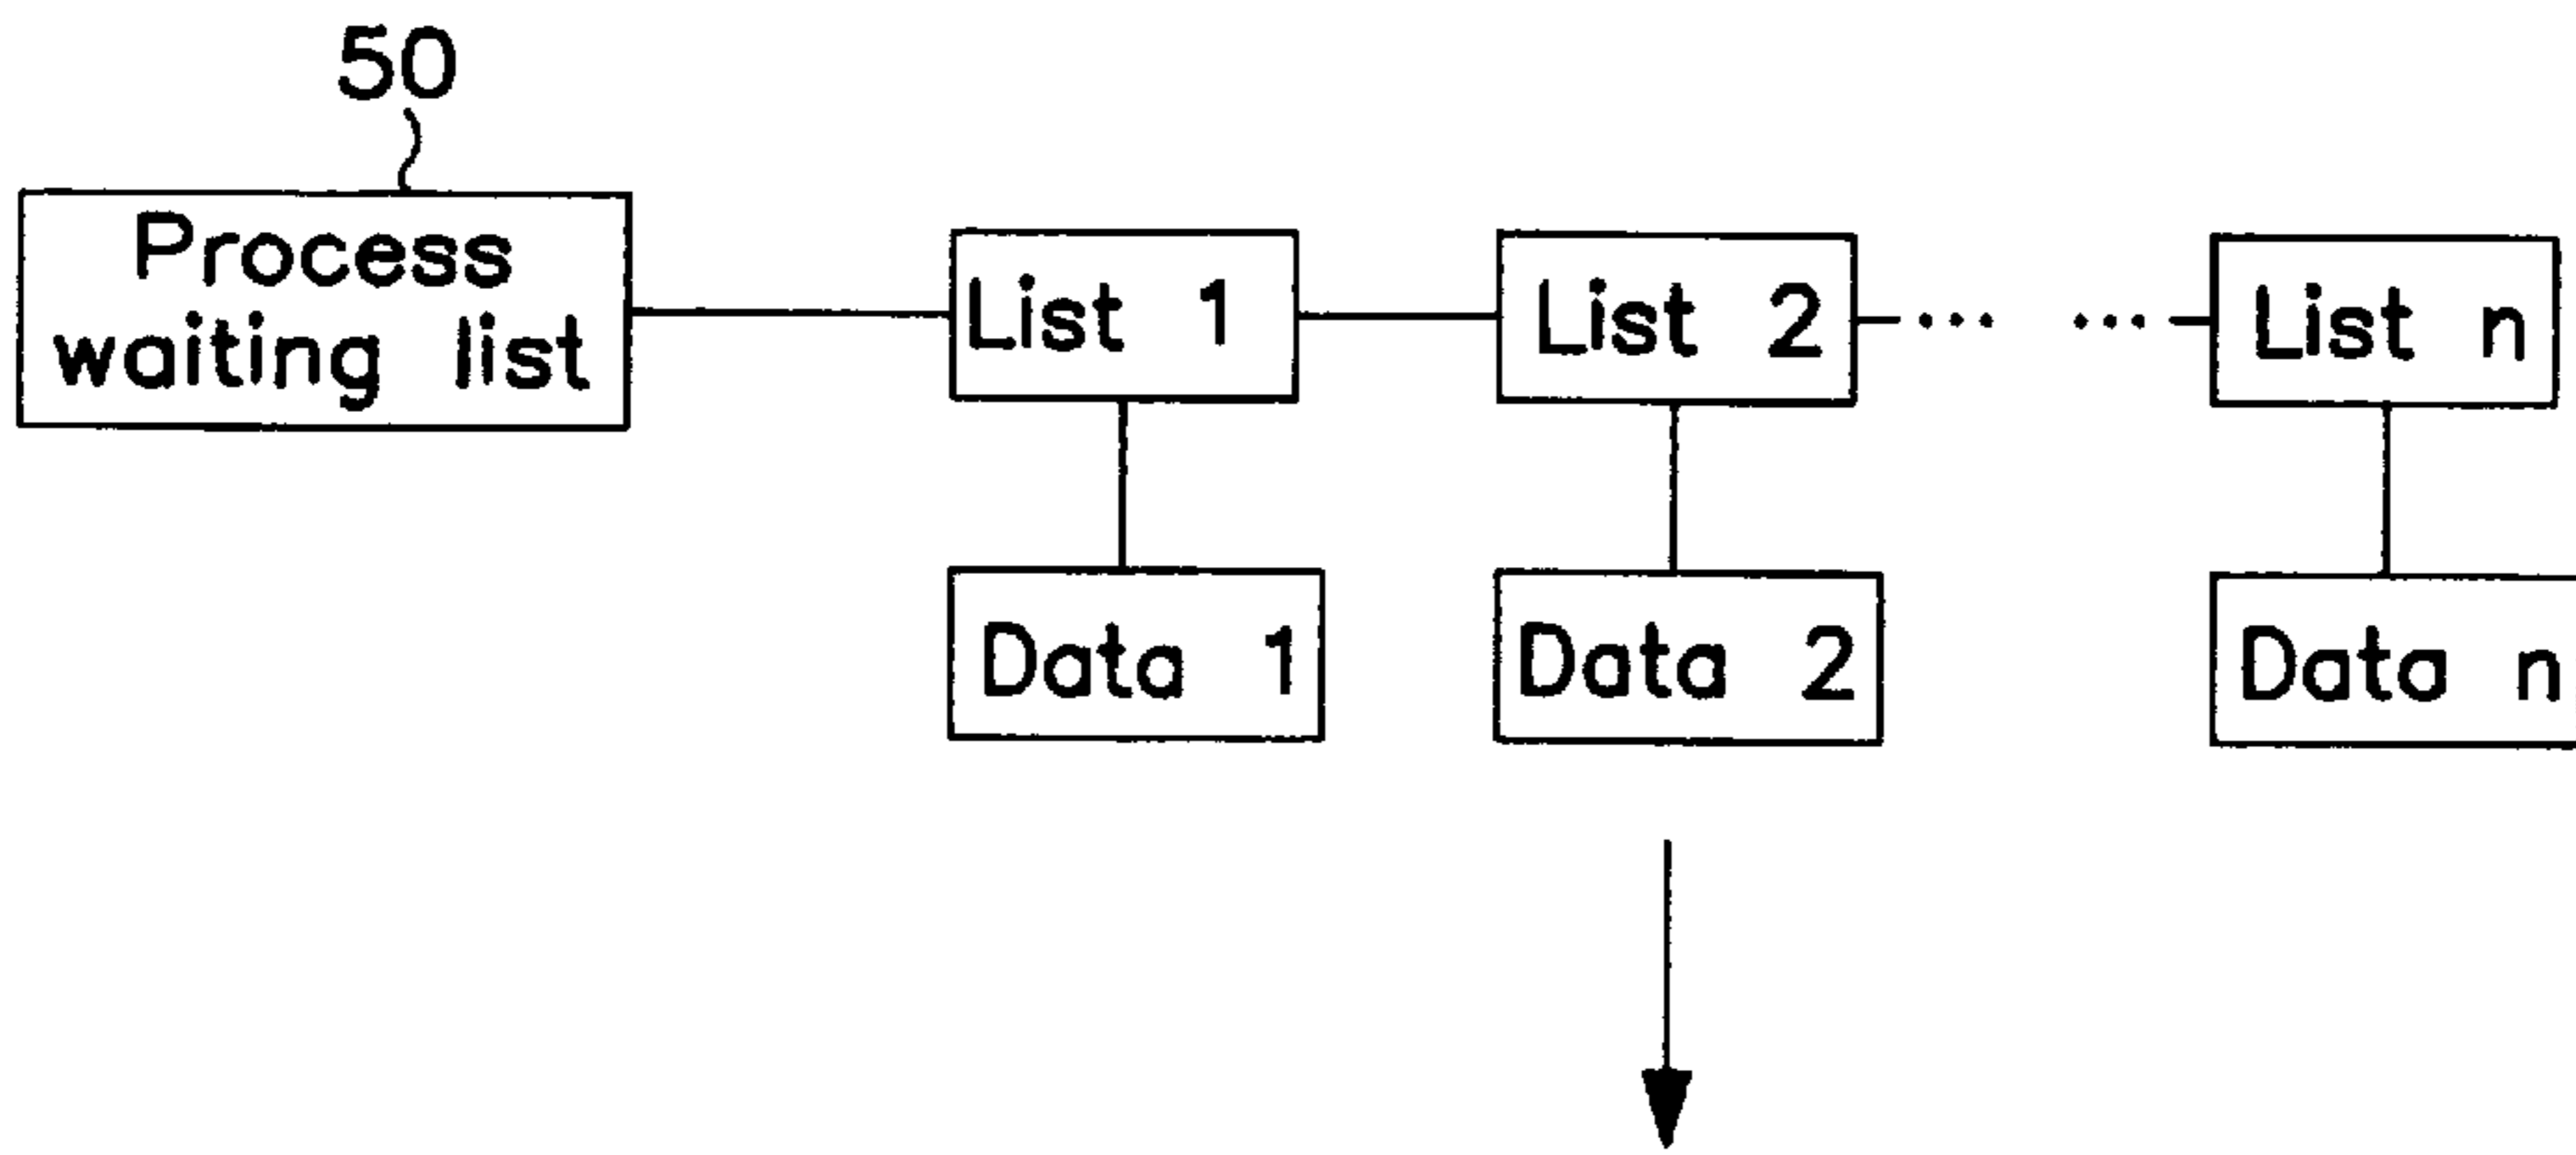 50
Process
waiting list
List 1
List 2
List n
Data 1
Data 2
Data n